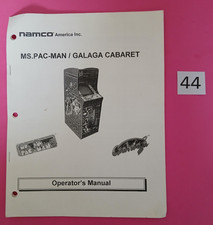 namco America Inc.
MS.PAC-MAN / GALAGA CABARET
44
Operator's Manual